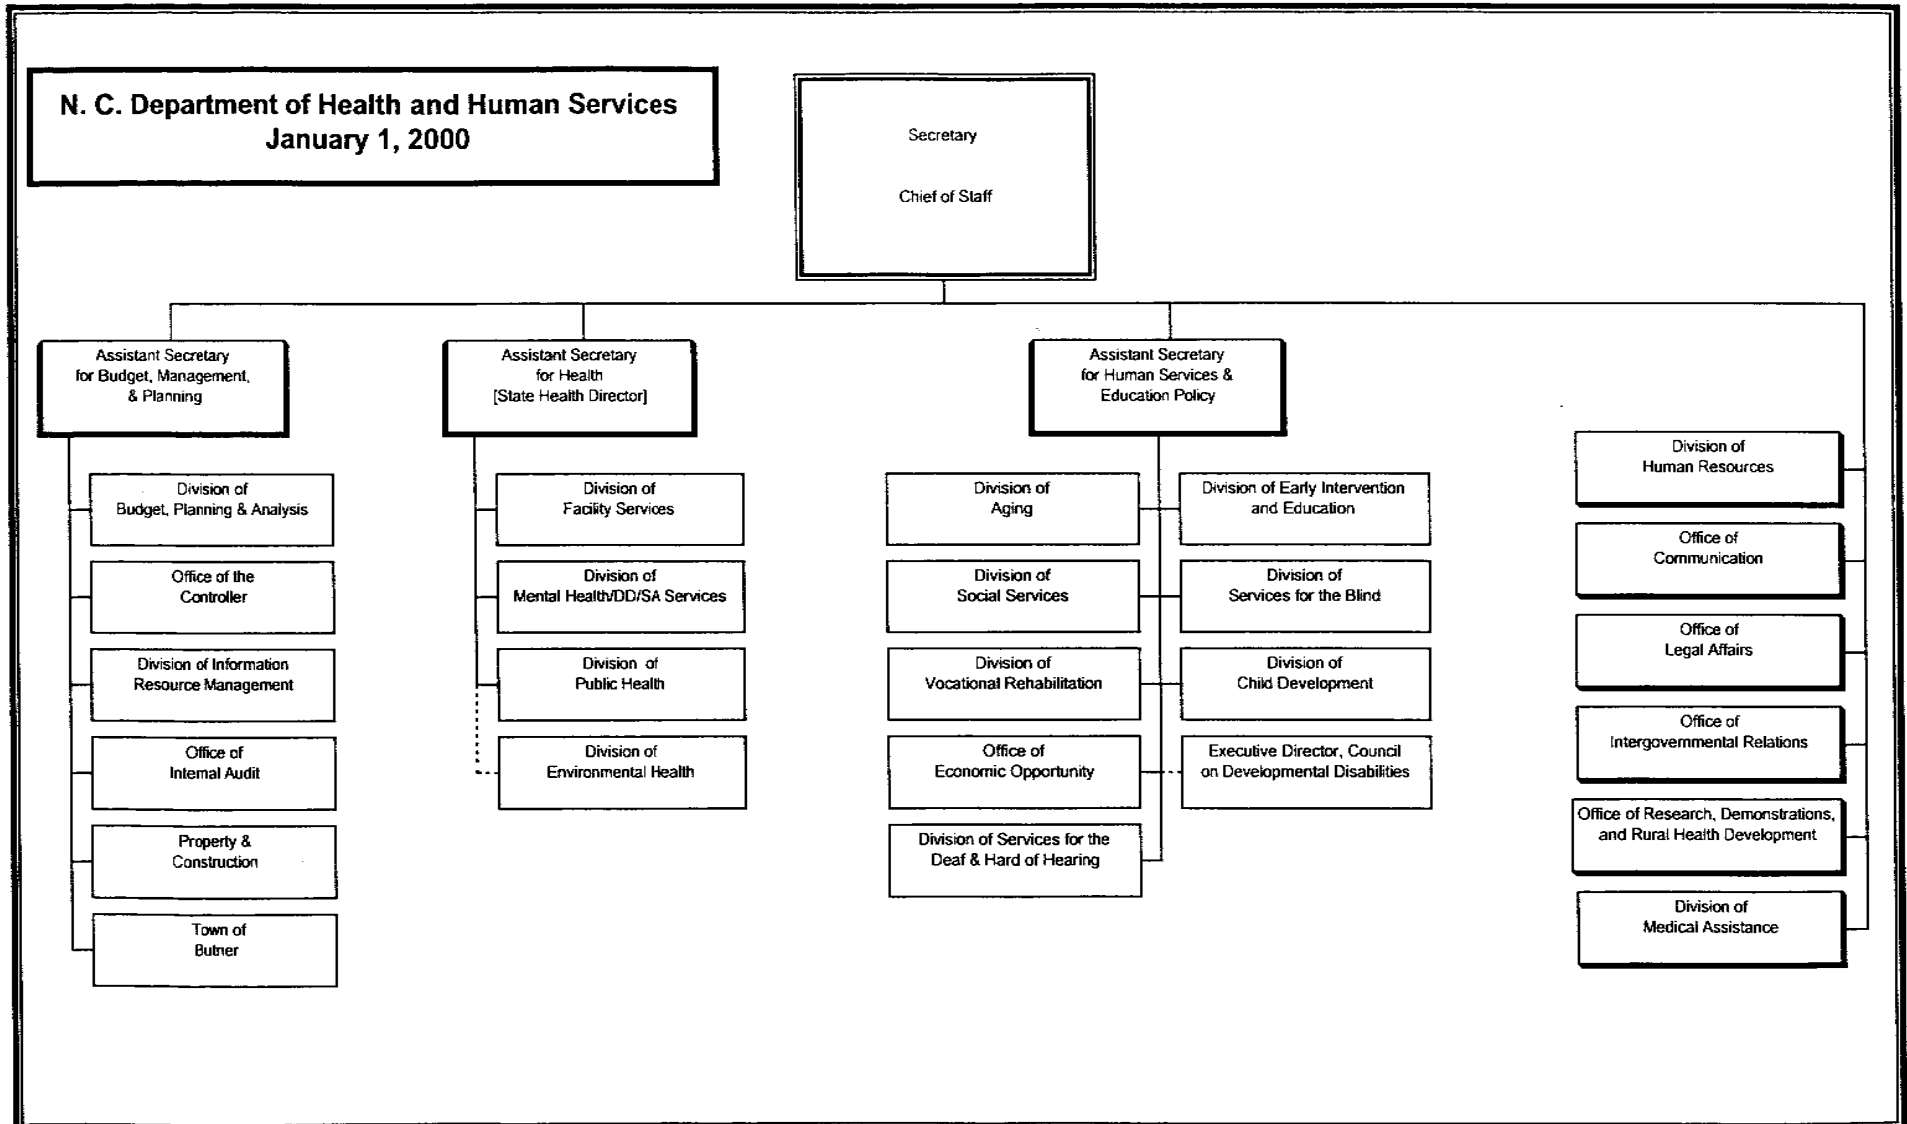 N. C. Department of Health and Human Services
January 1, 2000
Secretary
Chief of Staff
Assistant Secretary
for Budget, Management,
& Planning
Assistant Secretary
for Health
[State Health Director]
Assistant Secretary
for Human Services &
Education Policy
Division of
Budget, Planning & Analysis
Office of the
Controller
Division of Information
Resource Management
Office of
Internal Audit
Property &
Construction
Town of
Butner
Division of
Facility Services
Division of
Mental Health/DD/SA Services
Division of
Public Health
Division of
Environmental Health
Division of
Aging
Division of
Social Services
Division of
Vocational Rehabilitation
Office of
Economic Opportunity
Division of Services for the
Deaf & Hard of Hearing
Division of Early Intervention
and Education
Division of
Services for the Blind
Division of
Child Development
Executive Director, Council
on Developmental Disabilities
Division of
Human Resources
Office of
Communication
Office of
Legal Affairs
Office of
Intergovernmental Relations
Office of Research, Demonstrations,
and Rural Health Development
Division of
Medical Assistance